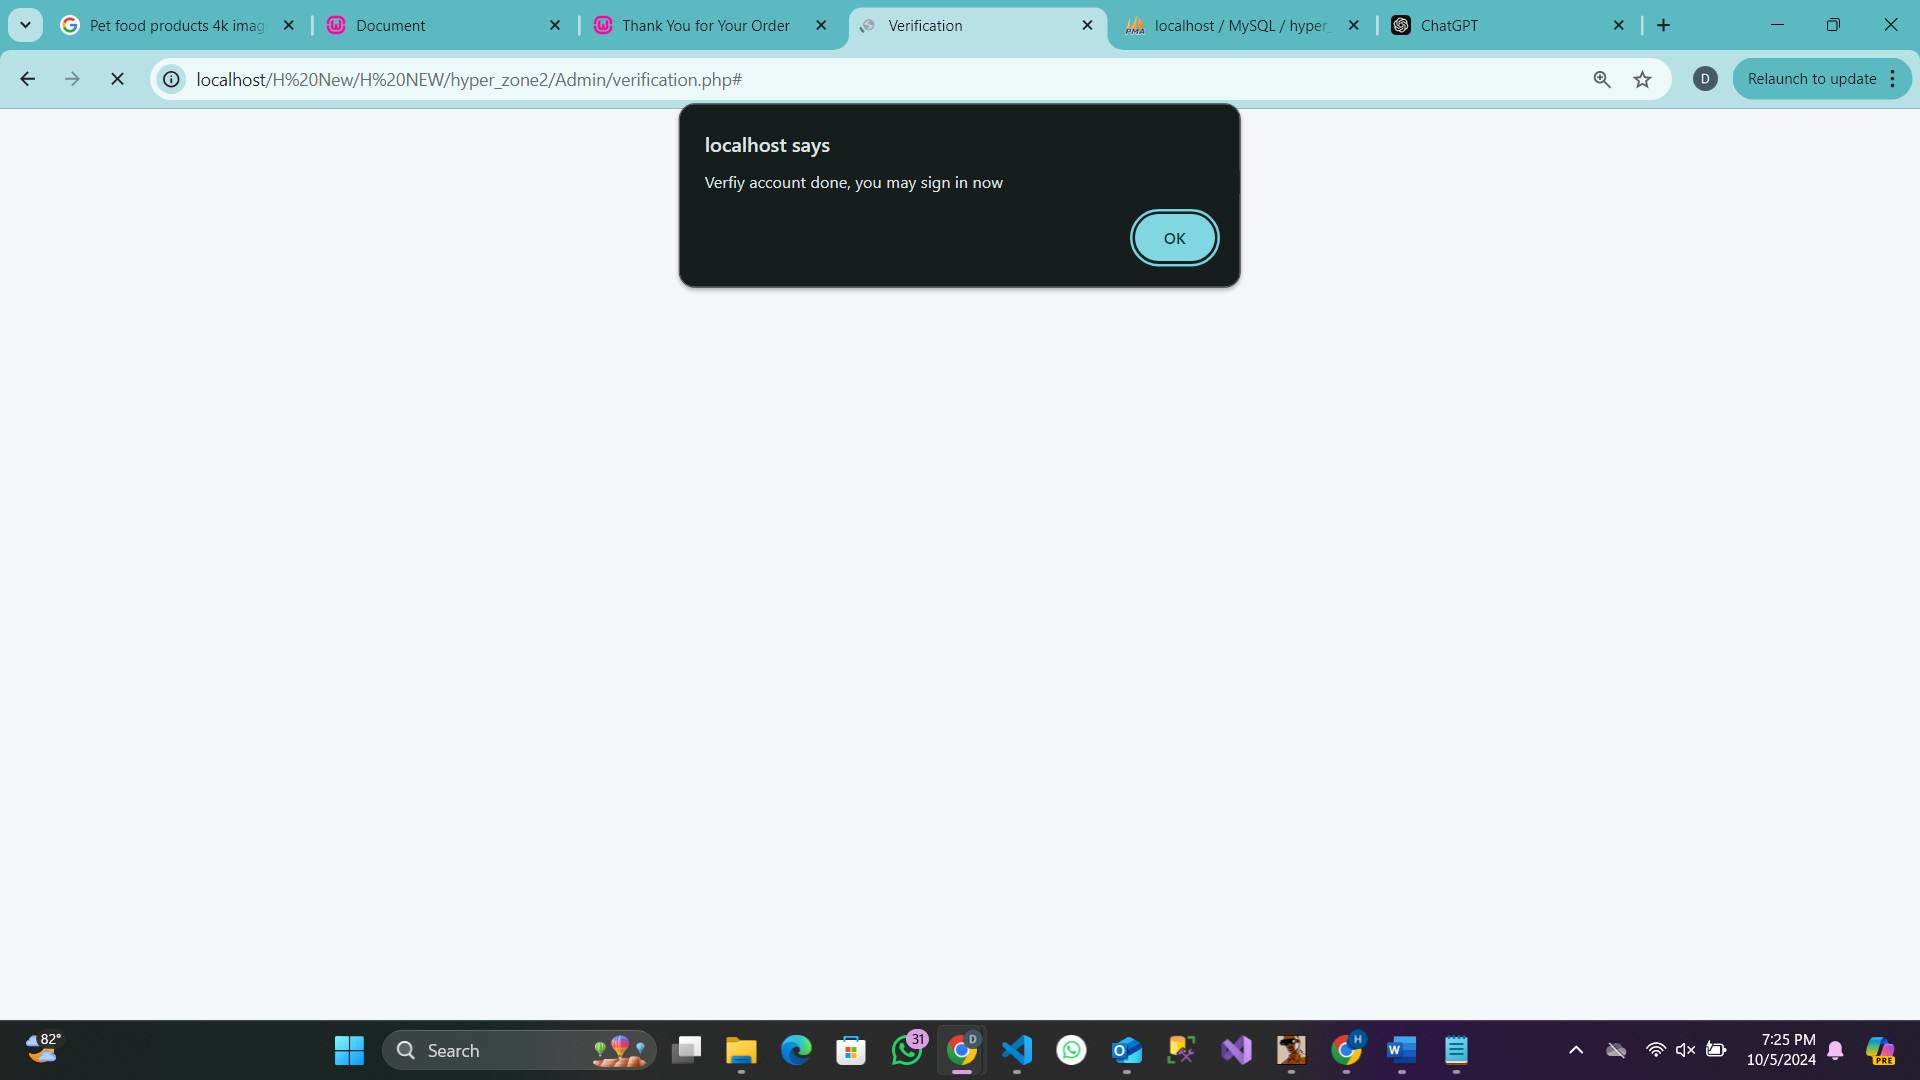 Pet food products 4k imag
Document
Thank You for Your Order
Verification
localhost / MySQL / hyper_
ChatGPT
localhost/H%20New/H%20NEW/hyper_zone2/Admin/verification.php#
D
Relaunch to update
localhost says
Verfiy account done, you may sign in now
OK
82°
Search
31
D
H
7:25 PM
10/5/2024
PRE
PMA